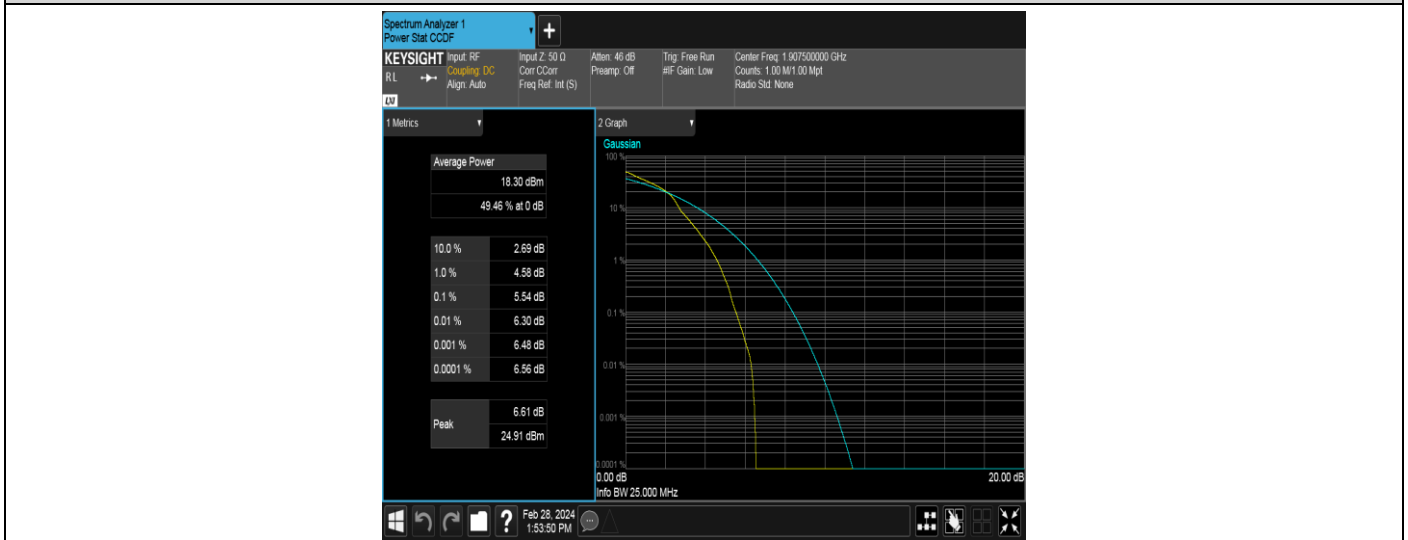 Spectrum Analyzer 1
Power Stat CCDF
+
KEYSIGHT
RL
LXI
Input: RF
Coupling: DC
Align: Auto
Input Z: 50 Ω
Corr CCorr
Freq Ref: Int (S)
Atten: 46 dB
Preamp: Off
Trig: Free Run
#IF Gain: Low
Center Freq: 1.907500000 GHz
Counts: 1.00 M/1.00 Mpt
Radio Std: None
1 Metrics
Average Power
18.30 dBm
49.46 % at 0 dB
10.0 % 2.69 dB
1.0 % 4.58 dB
0.1 % 5.54 dB
0.01 % 6.30 dB
0.001 % 6.48 dB
0.0001 % 6.56 dB
Peak
6.61 dB
24.91 dBm
2 Graph
Gaussian
100 %
10 %
1 %
0.1 %
0.01 %
0.001 %
0.0001 %
0.00 dB 20.00 dB
Info BW 25.000 MHz
?
Feb 28, 2024
1:53:50 PM